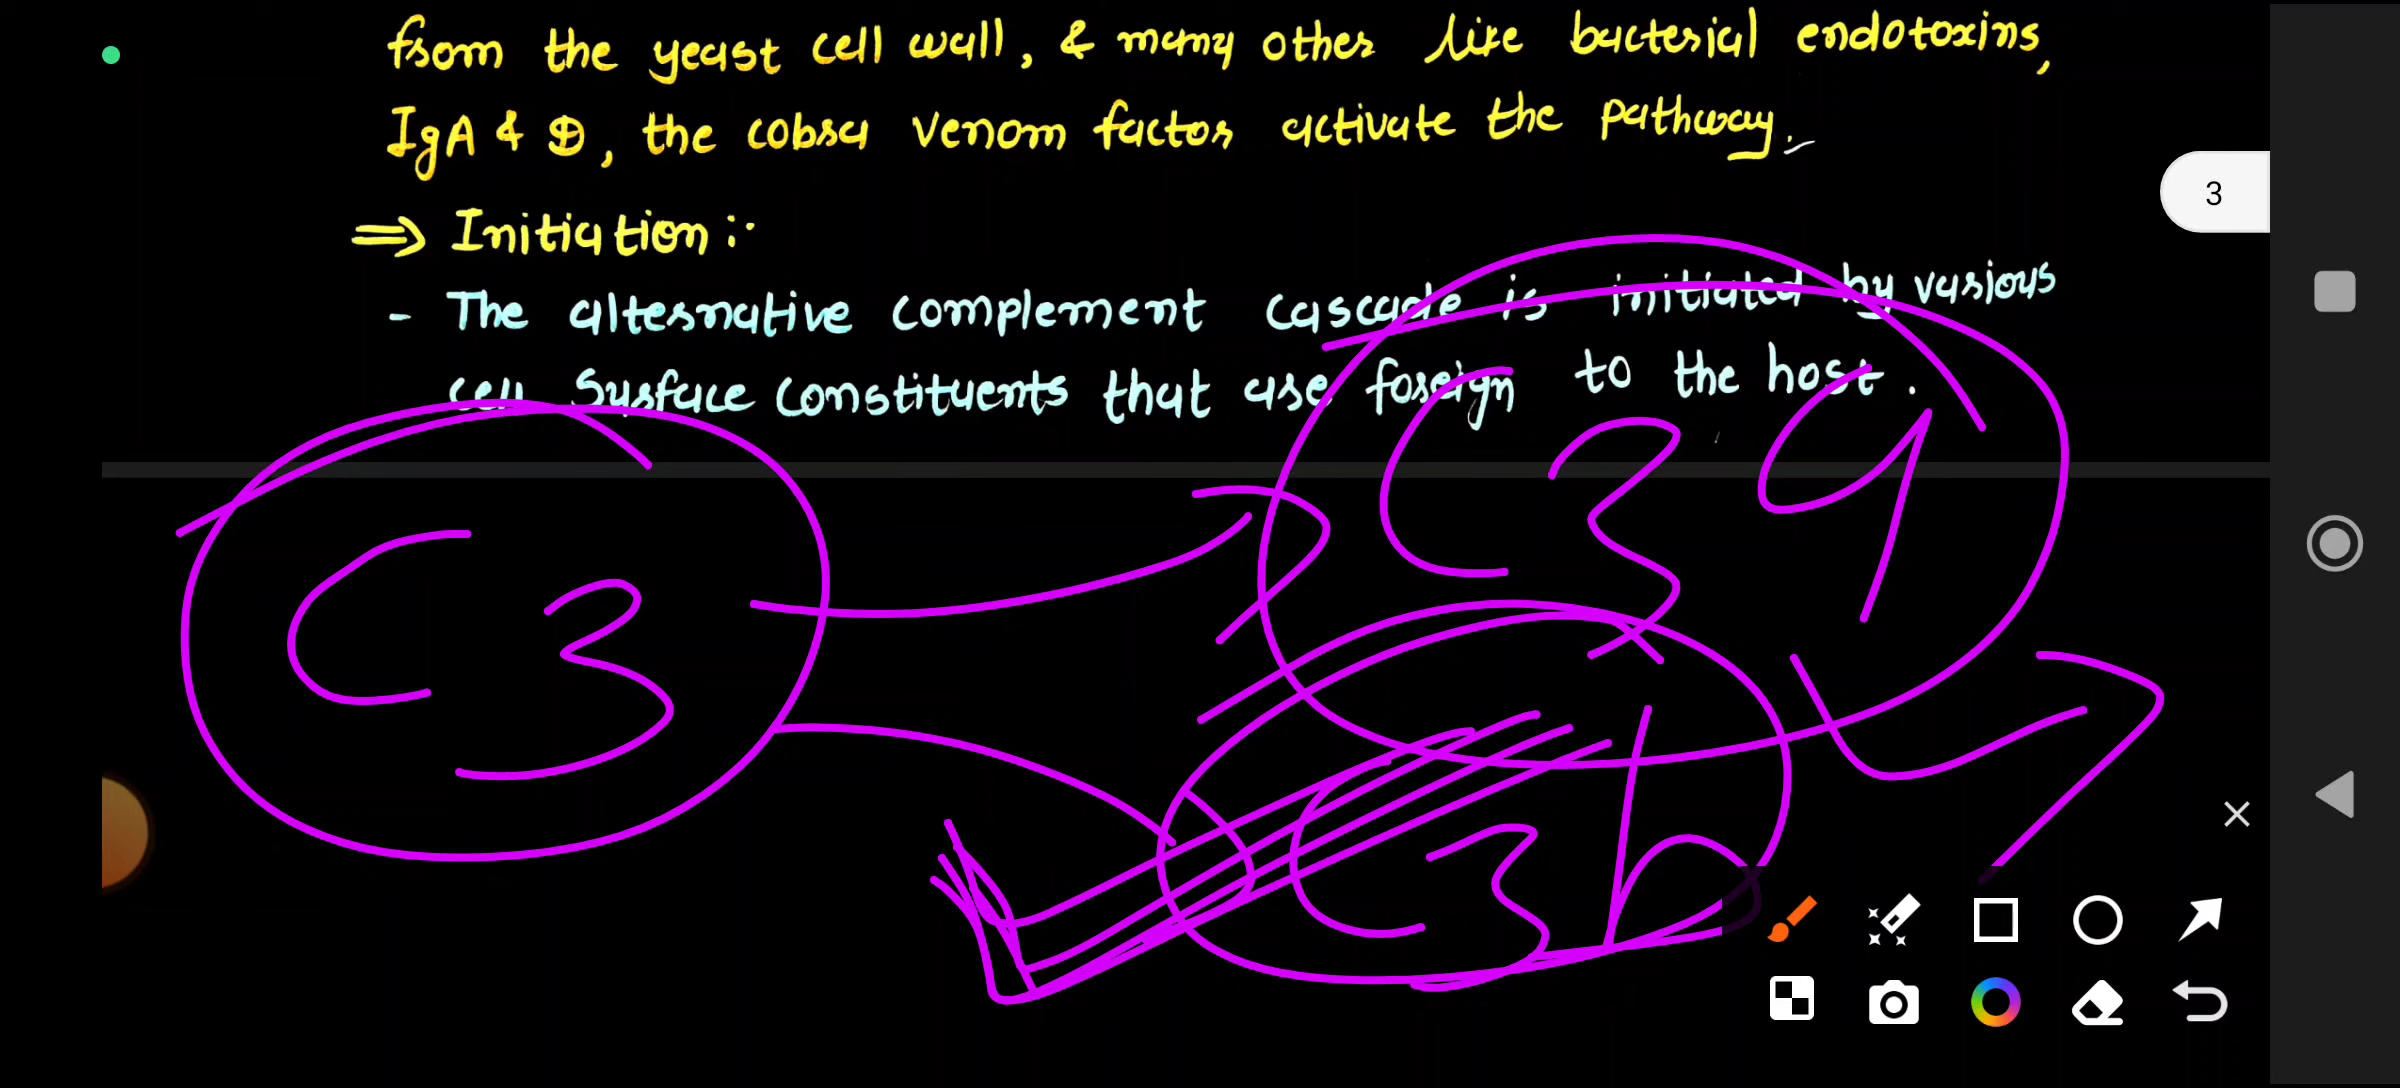 from the yeast cell wall, & many other like bacterial endotoxins,
IgA & D, the cobra venom factor activate the pathway.
3
⇒ Initiation :-
- The alternative complement cascade is initiated by various
cell surface constituents that are foreign to the host.
C3
C3a
C3b